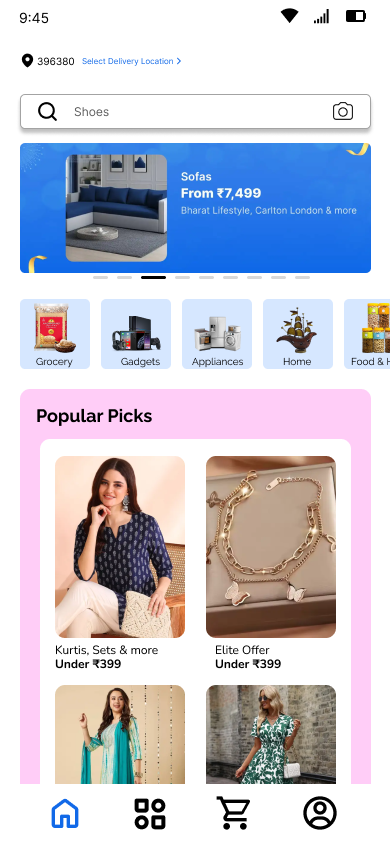 9:45
396380 Select Delivery Location >
Shoes
Sofas
From ₹7,499
Bharat Lifestyle, Carlton London & more
Grocery Gadgets Appliances Home Food & H
Popular Picks
Kurtis, Sets & more Elite Offer
Under ₹399 Under ₹399